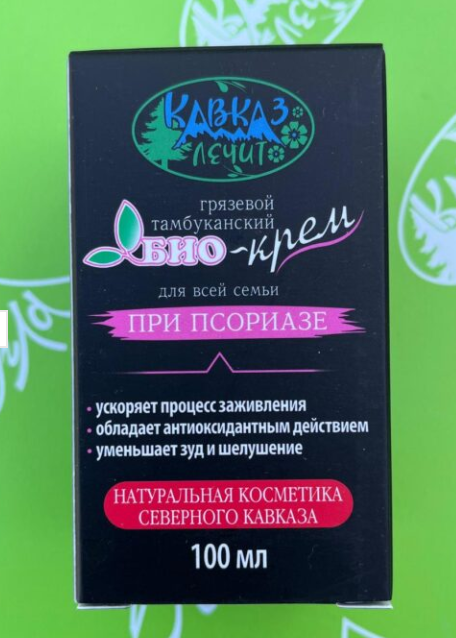 КАВКАЗ
ЛЕЧИТ
грязевой
тамбуканский
БИО-крем
для всей семьи
ПРИ ПСОРИАЗЕ
• ускоряет процесс заживления
• обладает антиоксидантным действием
• уменьшает зуд и шелушение
НАТУРАЛЬНАЯ КОСМЕТИКА
СЕВЕРНОГО КАВКАЗА
100 мл